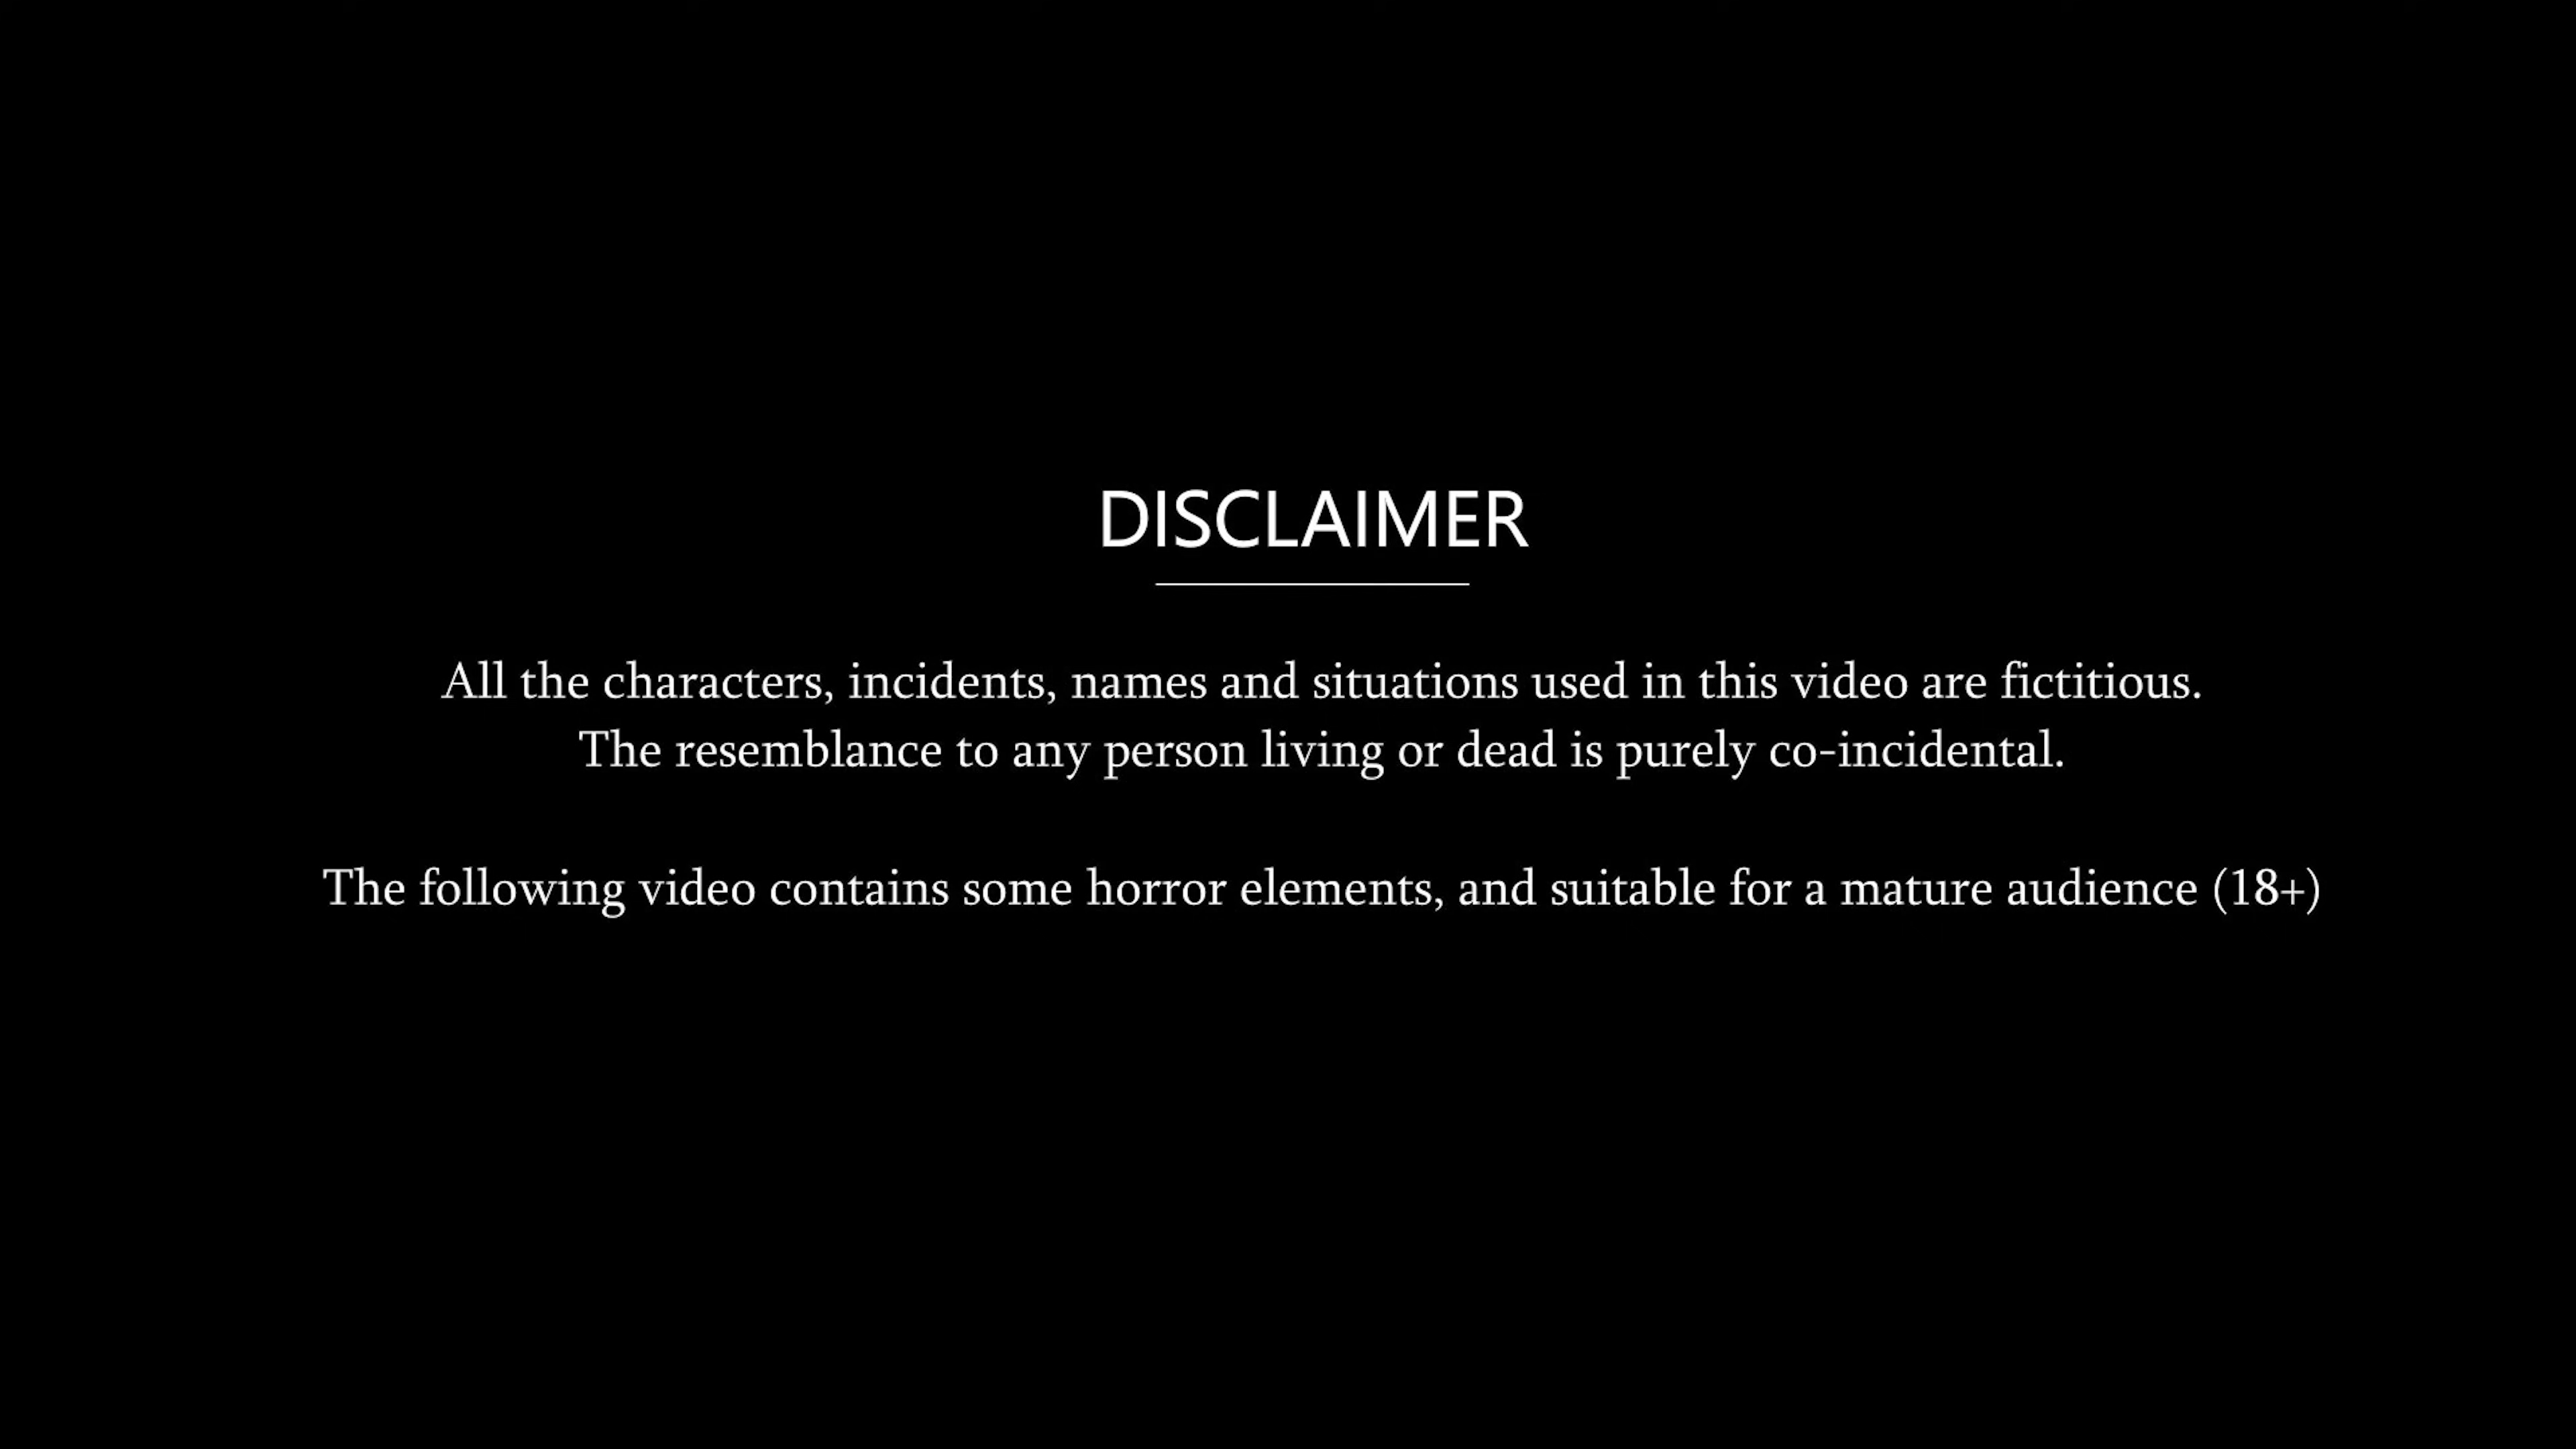 DISCLAIMER
All the characters, incidents, names and situations used in this video are fictitious.
The resemblance to any person living or dead is purely co-incidental.
The following video contains some horror elements, and suitable for a mature audience (18+)